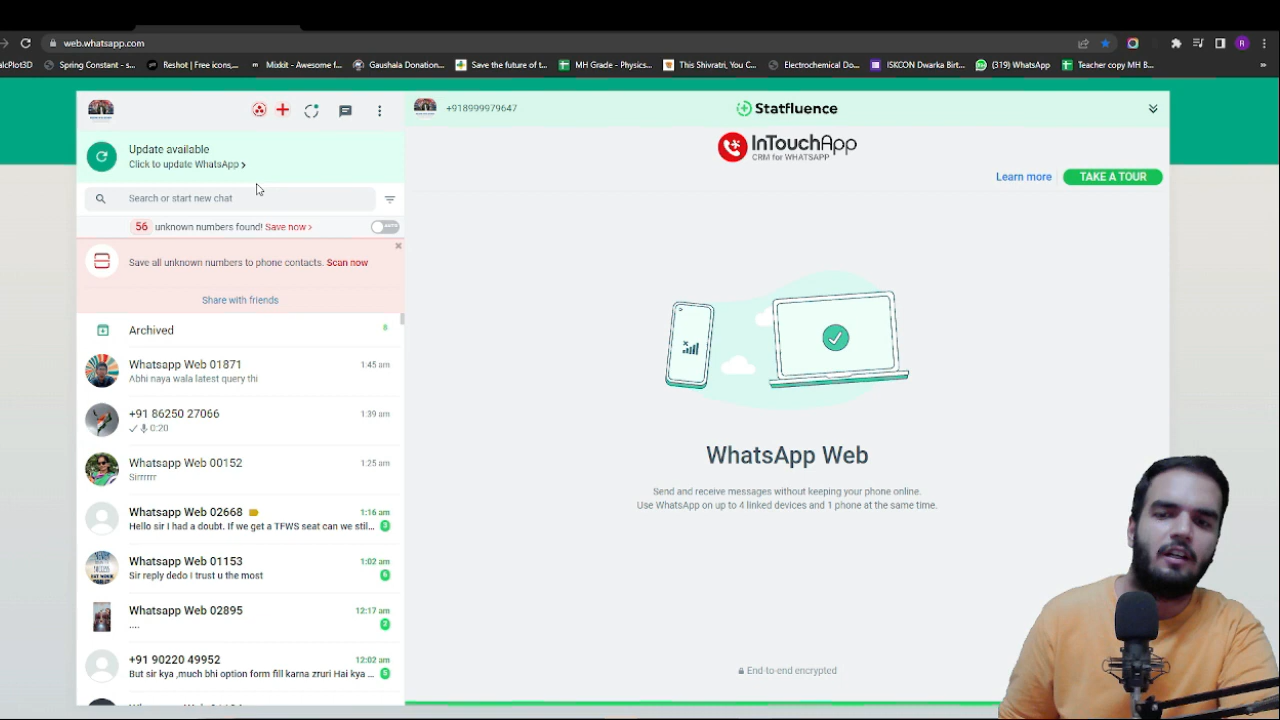 web.whatsapp.com
R
lcPlot3D
Spring Constant - s...
Reshot | Free icons,...
Mixkit - Awesome f...
Gaushala Donation...
Save the future of t...
MH Grade - Physics...
This Shivratri, You C...
Electrochemical Do...
ISKCON Dwarka Birt...
(319) WhatsApp
Teacher copy MH B...
»
+918999979647
Statfluence
InTouchApp
CRM for WHATSAPP
Learn more
TAKE A TOUR
Update available
Click to update WhatsApp >
Search or start new chat
56 unknown numbers found! Save now >
AUTO
Save all unknown numbers to phone contacts. Scan now
Share with friends
Archived 8
Whatsapp Web 01871 1:45 am
Abhi naya wala latest query thi
+91 86250 27066 1:39 am
0:20
Whatsapp Web 00152 1:25 am
Sirrrrrr
Whatsapp Web 02668 1:16 am
Hello sir I had a doubt. If we get a TFWS seat can we stil... 3
Whatsapp Web 01153 1:02 am
Sir reply dedo I trust u the most 6
Whatsapp Web 02895 12:17 am
.... 2
+91 90220 49952 12:02 am
But sir kya ,much bhi option form fill karna zruri Hai kya ... 5
WhatsApp Web
Send and receive messages without keeping your phone online.
Use WhatsApp on up to 4 linked devices and 1 phone at the same time.
End-to-end encrypted